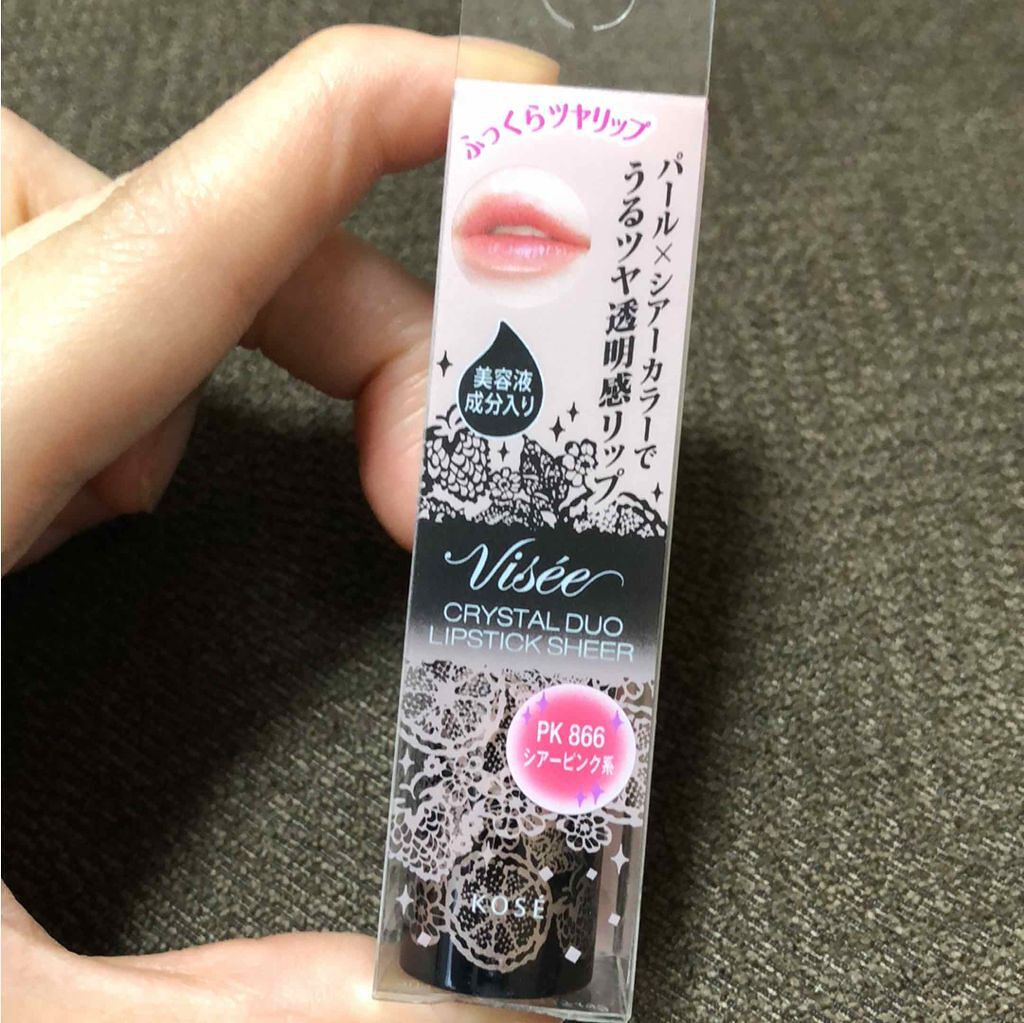 ふっくらツヤリップ
パール×シアーカラーで
うるツヤ透明感リップ
美容液
成分入り
Visée
CRYSTAL DUO
LIPSTICK SHEER
PK 866
シアーピンク系
KOSÉ